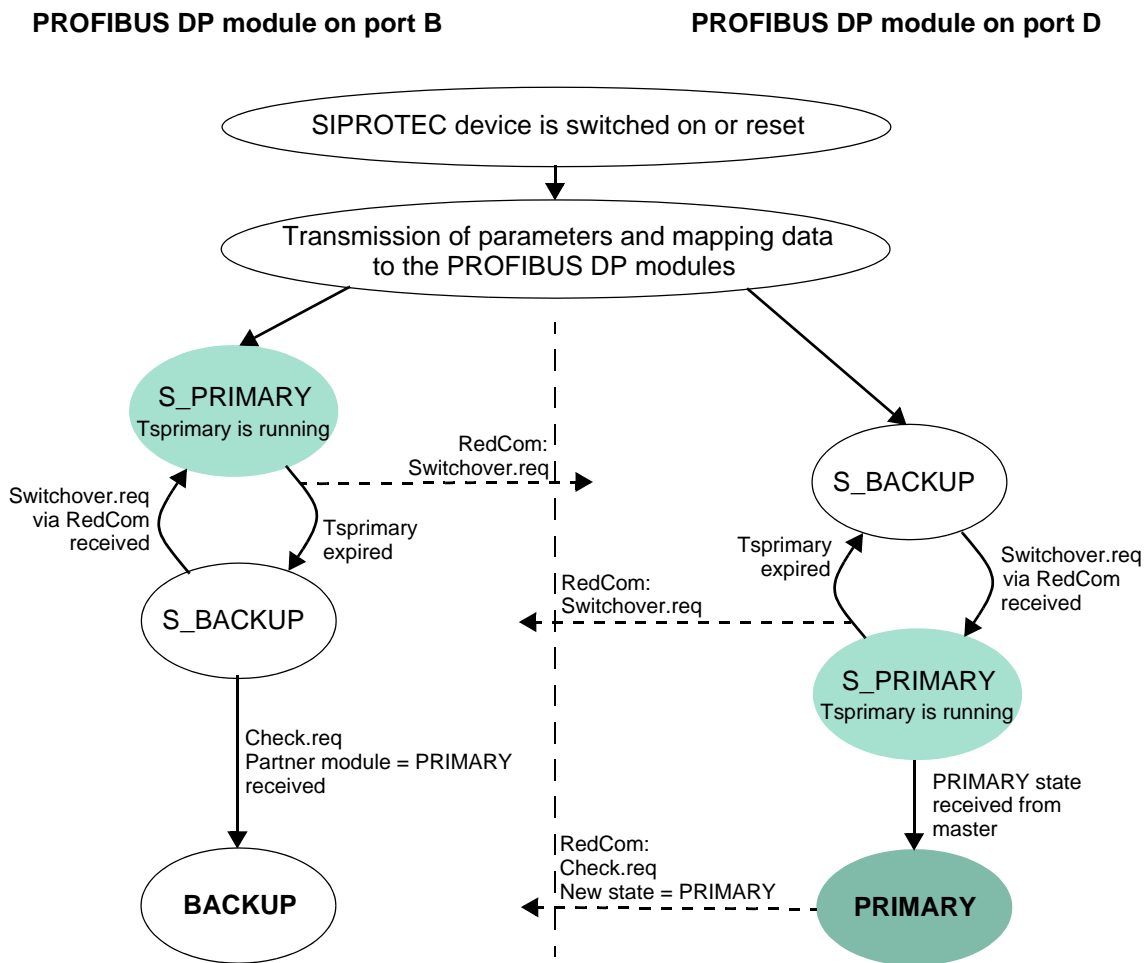 PROFIBUS DP module on port B
PROFIBUS DP module on port D
SIPROTEC device is switched on or reset
Transmission of parameters and mapping data
to the PROFIBUS DP modules
S_PRIMARY
Tsprimary is running
RedCom:
Switchover.req
Switchover.req
via RedCom
received
Tsprimary
expired
S_BACKUP
S_BACKUP
Tsprimary
expired
Switchover.req
via RedCom
received
RedCom:
Switchover.req
S_PRIMARY
Tsprimary is running
Check.req
Partner module = PRIMARY
received
PRIMARY state
received from
master
RedCom:
Check.req
New state = PRIMARY
BACKUP
PRIMARY